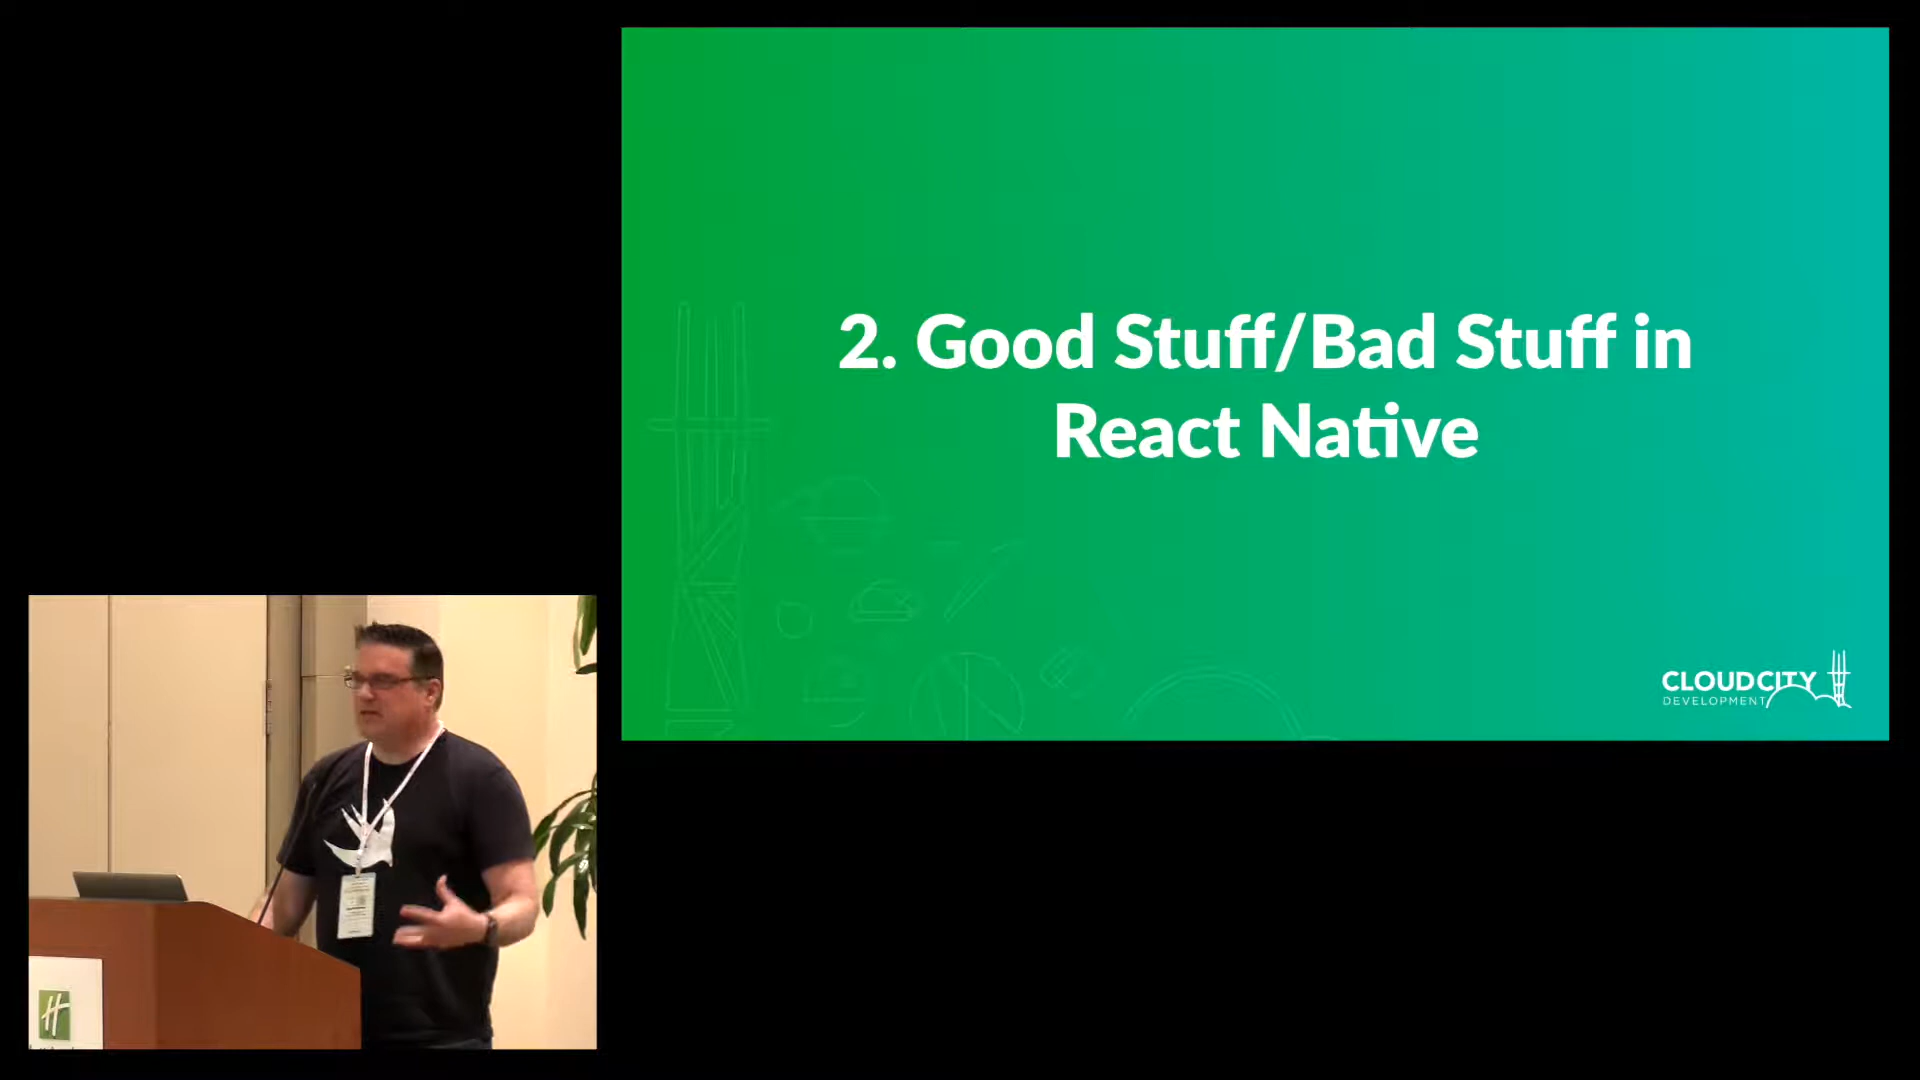 2. Good Stuff/Bad Stuff in
React Native
CLOUDCITY
DEVELOPMENT
H